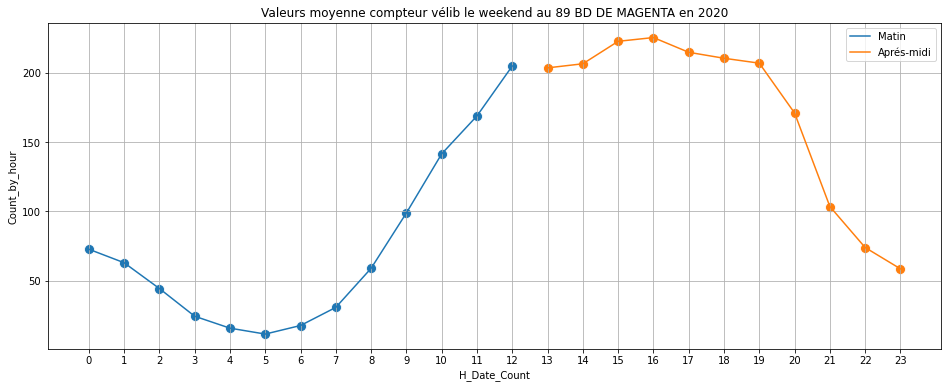 Valeurs moyenne compteur vélib le weekend au 89 BD DE MAGENTA en 2020
Matin
Aprés-midi
Count_by_hour
200
150
100
50
0 1 2 3 4 5 6 7 8 9 10 11 12 13 14 15 16 17 18 19 20 21 22 23
H_Date_Count